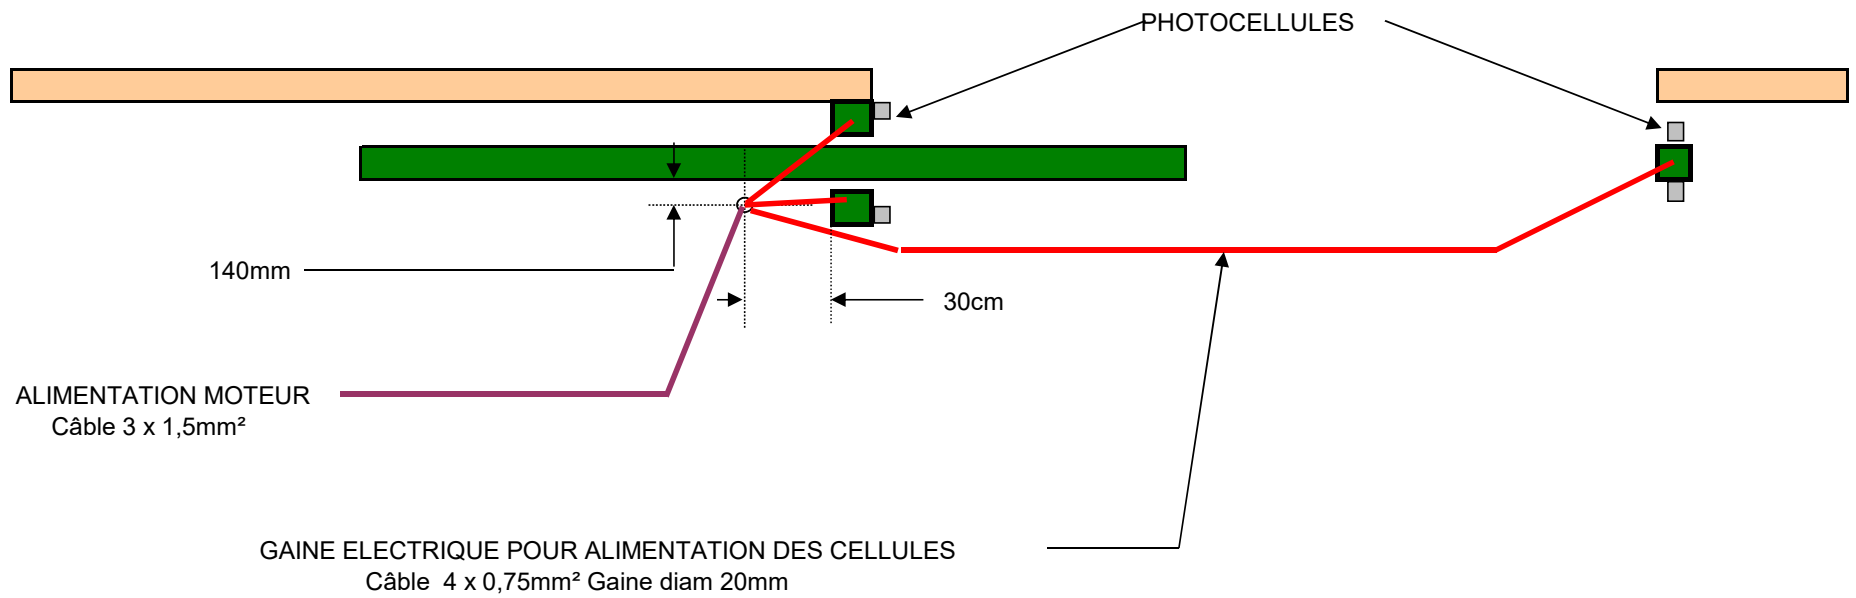 PHOTOCELLULES
140mm
30cm
ALIMENTATION MOTEUR
Câble 3 x 1,5mm²
GAINE ELECTRIQUE POUR ALIMENTATION DES CELLULES
Câble  4 x 0,75mm² Gaine diam 20mm